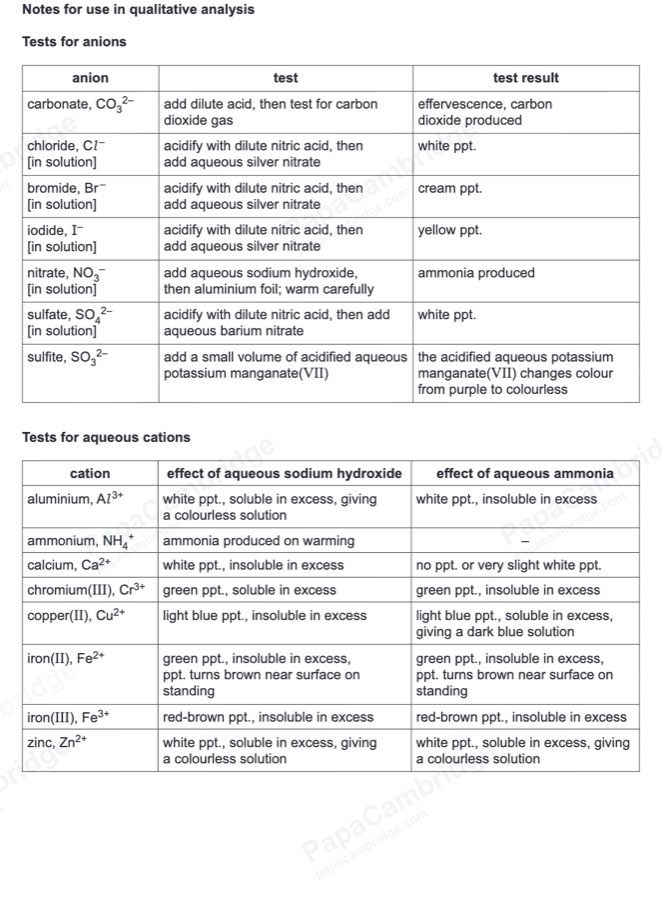 Notes for use in qualitative analysis
Tests for anions
anion test test result
carbonate, CO₃²⁻ add dilute acid, then test for carbon effervescence, carbon
dioxide gas dioxide produced
chloride, Cl⁻ acidify with dilute nitric acid, then white ppt.
[in solution] add aqueous silver nitrate
bromide, Br⁻ acidify with dilute nitric acid, then cream ppt.
[in solution] add aqueous silver nitrate
iodide, I⁻ acidify with dilute nitric acid, then yellow ppt.
[in solution] add aqueous silver nitrate
nitrate, NO₃⁻ add aqueous sodium hydroxide, ammonia produced
[in solution] then aluminium foil; warm carefully
sulfate, SO₄²⁻ acidify with dilute nitric acid, then add white ppt.
[in solution] aqueous barium nitrate
sulfite, SO₃²⁻ add a small volume of acidified aqueous the acidified aqueous potassium
potassium manganate(VII) manganate(VII) changes colour
from purple to colourless
Tests for aqueous cations
cation effect of aqueous sodium hydroxide effect of aqueous ammonia
aluminium, Al³⁺ white ppt., soluble in excess, giving white ppt., insoluble in excess
a colourless solution
ammonium, NH₄⁺ ammonia produced on warming –
calcium, Ca²⁺ white ppt., insoluble in excess no ppt. or very slight white ppt.
chromium(III), Cr³⁺ green ppt., soluble in excess green ppt., insoluble in excess
copper(II), Cu²⁺ light blue ppt., insoluble in excess light blue ppt., soluble in excess,
giving a dark blue solution
iron(II), Fe²⁺ green ppt., insoluble in excess, green ppt., insoluble in excess,
ppt. turns brown near surface on ppt. turns brown near surface on
standing standing
iron(III), Fe³⁺ red-brown ppt., insoluble in excess red-brown ppt., insoluble in excess
zinc, Zn²⁺ white ppt., soluble in excess, giving white ppt., soluble in excess, giving
a colourless solution a colourless solution
PapaCambridge
papacambridge.com